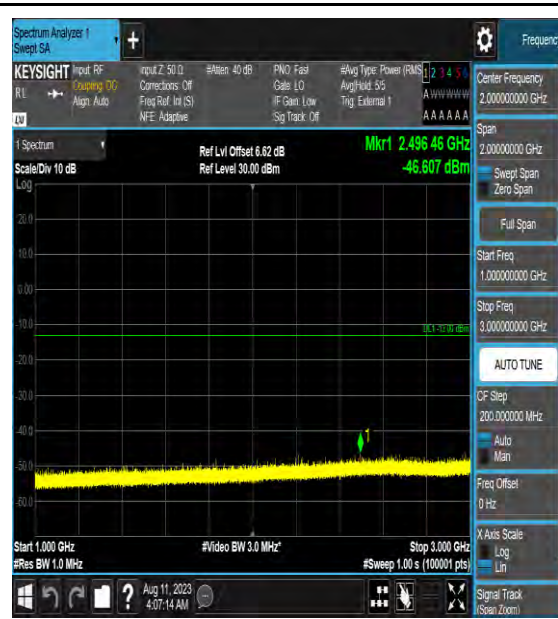 Spectrum Analyzer 1
Swept SA
Frequenc
KEYSIGHT
Input: RF
Coupling: DC
Align: Auto
Input Z: 50 Ω
Corrections: Off
Freq Ref: Int (S)
NFE: Adaptive
#Atten: 40 dB
PNO: Fast
Gate: LO
IF Gain: Low
Sig Track: Off
#Avg Type: Power (RMS
Avg|Hold: 5/5
Trig: External 1
1 2 3 4 5 6
A W W W W W
A A A A A A
RL
LW
1 Spectrum
Scale/Div 10 dB
Log
Ref Lvl Offset 6.62 dB
Ref Level 30.00 dBm
Mkr1 2.496 46 GHz
-46.607 dBm
20.0
10.0
0.00
-10.0
DL1 -13.00 dBm
-20.0
-30.0
-40.0
1
-50.0
-60.0
Start 1.000 GHz
#Res BW 1.0 MHz
#Video BW 3.0 MHz*
Stop 3.000 GHz
#Sweep 1.00 s (100001 pts)
Center Frequency
2.000000000 GHz
Span
2.00000000 GHz
Swept Span
Zero Span
Full Span
Start Freq
1.000000000 GHz
Stop Freq
3.000000000 GHz
AUTO TUNE
CF Step
200.000000 MHz
Auto
Man
Freq Offset
0 Hz
X Axis Scale
Log
Lin
Signal Track
(Span Zoom)
?
Aug 11, 2023
4:07:14 AM